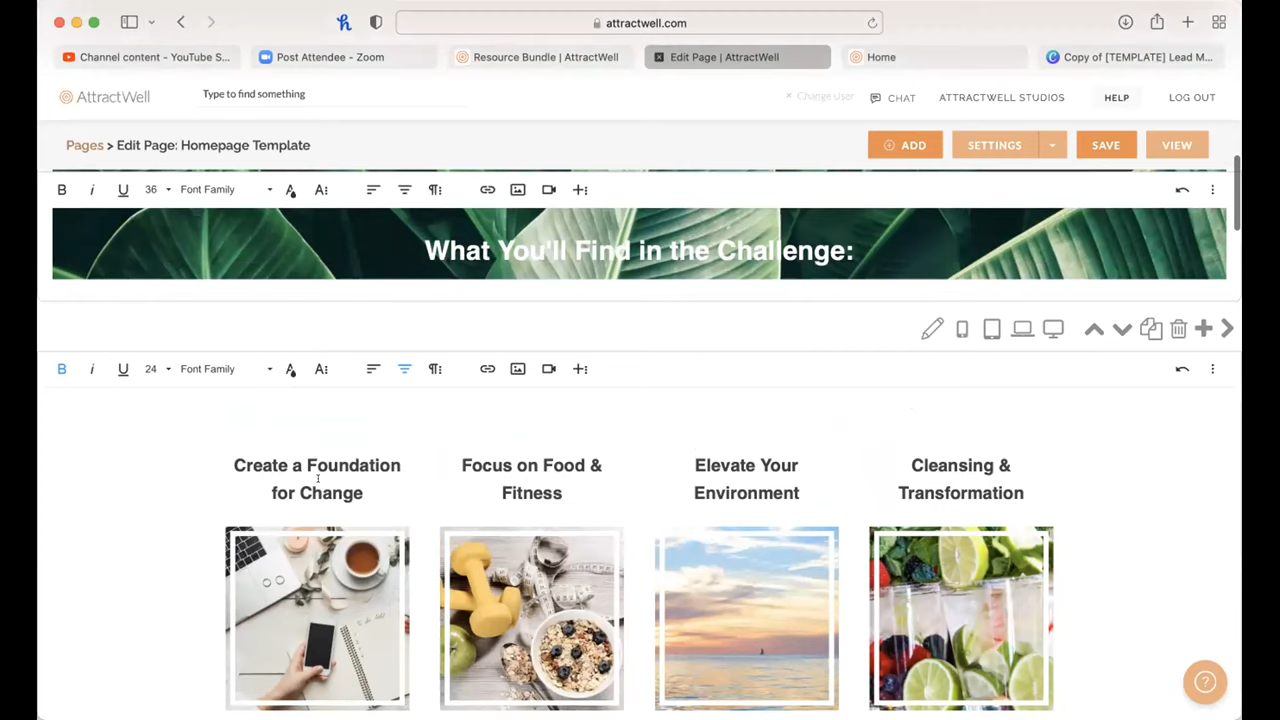 attractwell.com
Channel content - YouTube S...
Post Attendee - Zoom
Resource Bundle | AttractWell
Edit Page | AttractWell
Home
Copy of [TEMPLATE] Lead M...
AttractWell
Type to find something
× Change User
CHAT
ATTRACTWELL STUDIOS
HELP
LOG OUT
Pages > Edit Page: Homepage Template
ADD
SETTINGS
SAVE
VIEW
B i U 36 Font Family
What You'll Find in the Challenge:
B i U 24 Font Family
Create a Foundation
for Change
Focus on Food &
Fitness
Elevate Your
Environment
Cleansing &
Transformation